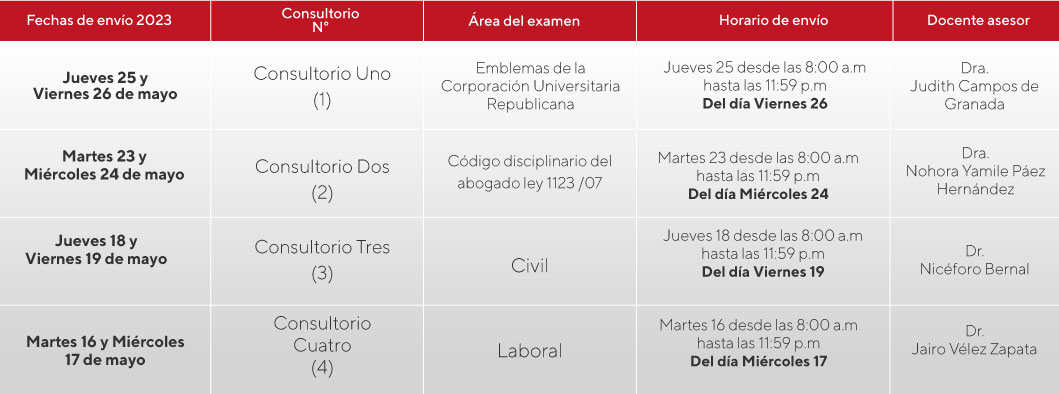 Fechas de envío 2023
Consultorio
N°
Área del examen
Horario de envío
Docente asesor
Jueves 25 y
Viernes 26 de mayo
Consultorio Uno
(1)
Emblemas de la
Corporación Universitaria
Republicana
Jueves 25 desde las 8:00 a.m
hasta las 11:59 p.m
Del día Viernes 26
Dra.
Judith Campos de
Granada
Martes 23 y
Miércoles 24 de mayo
Consultorio Dos
(2)
Código disciplinario del
abogado ley 1123 /07
Martes 23 desde las 8:00 a.m
hasta las 11:59 p.m
Del día Miércoles 24
Dra.
Nohora Yamile Páez
Hernández
Jueves 18 y
Viernes 19 de mayo
Consultorio Tres
(3)
Civil
Jueves 18 desde las 8:00 a.m
hasta las 11:59 p.m
Del día Viernes 19
Dr.
Nicéforo Bernal
Martes 16 y Miércoles
17 de mayo
Consultorio
Cuatro
(4)
Laboral
Martes 16 desde las 8:00 a.m
hasta las 11:59 p.m
Del día Miércoles 17
Dr.
Jairo Vélez Zapata